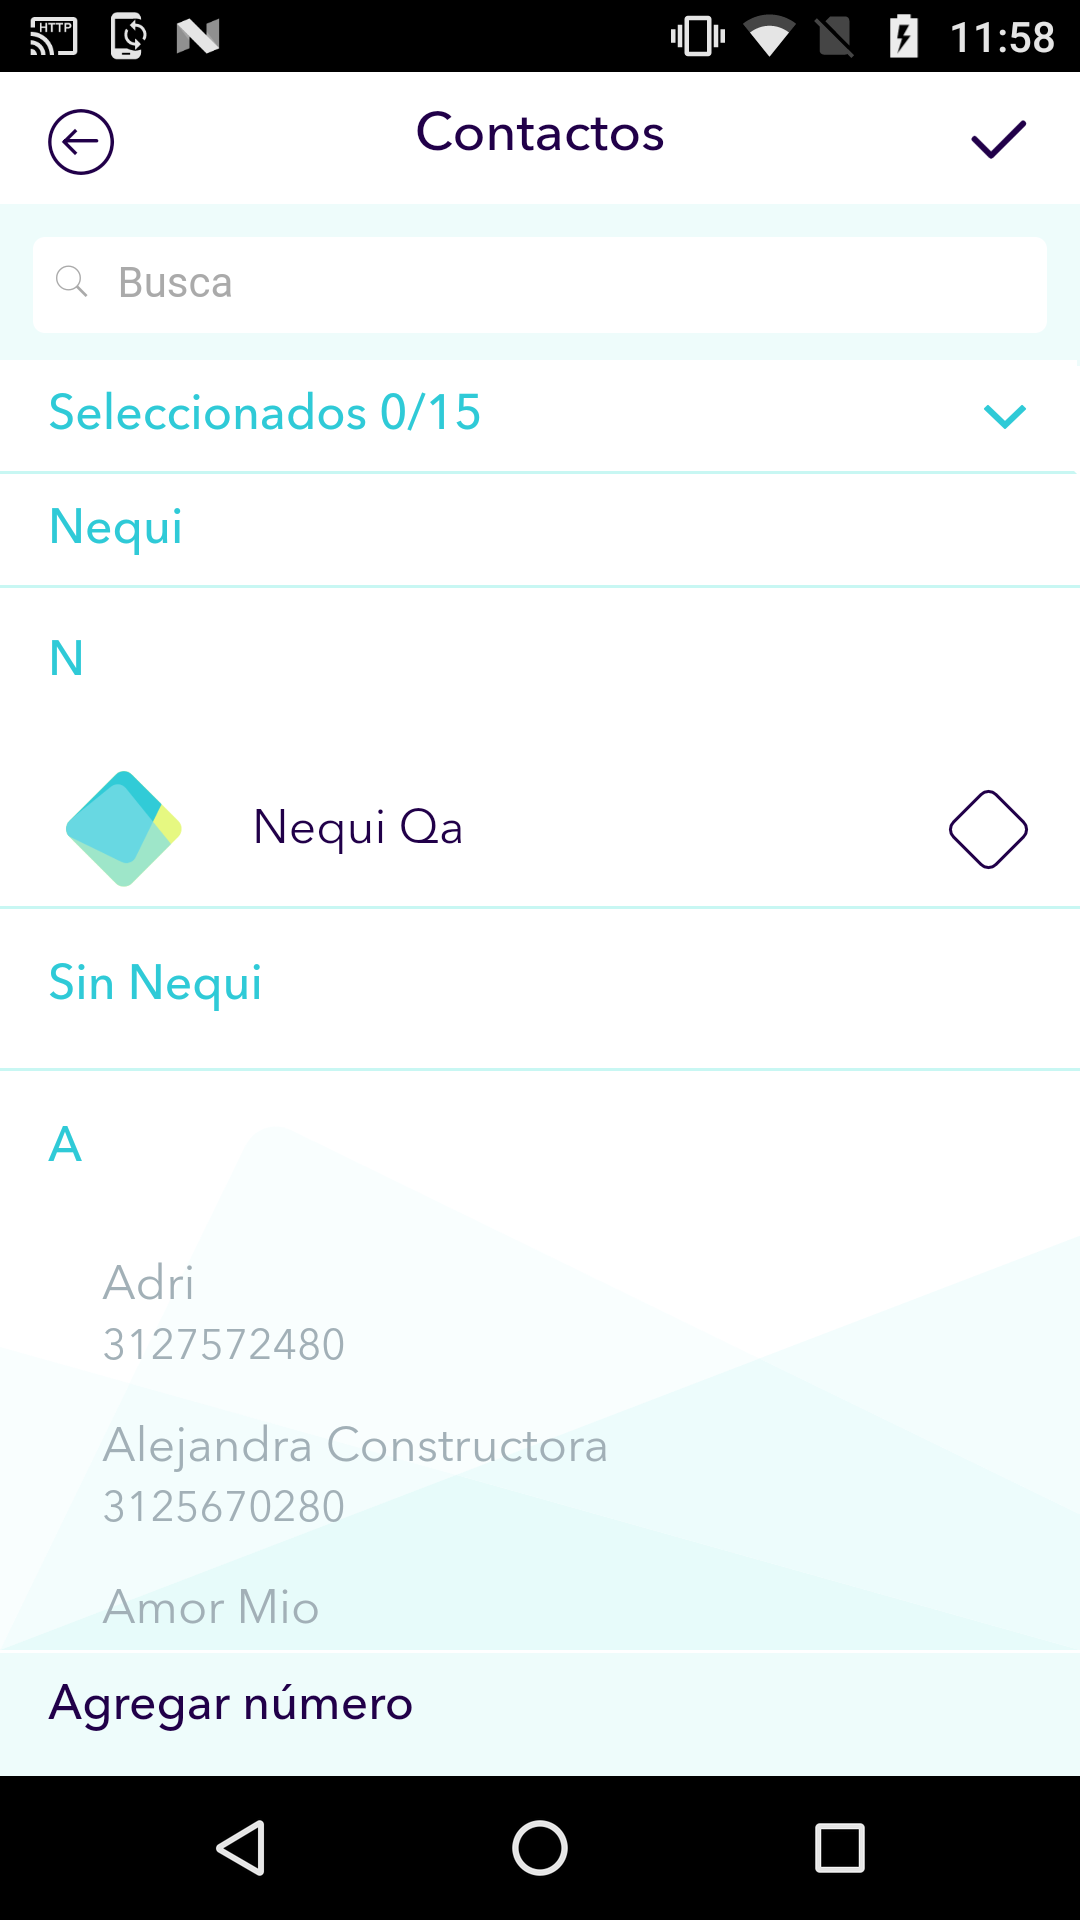 HTTP
11:58
Contactos
Busca
Seleccionados 0/15
Nequi
N
Nequi Qa
Sin Nequi
A
Adri
3127572480
Alejandra Constructora
3125670280
Amor Mio
Agregar número